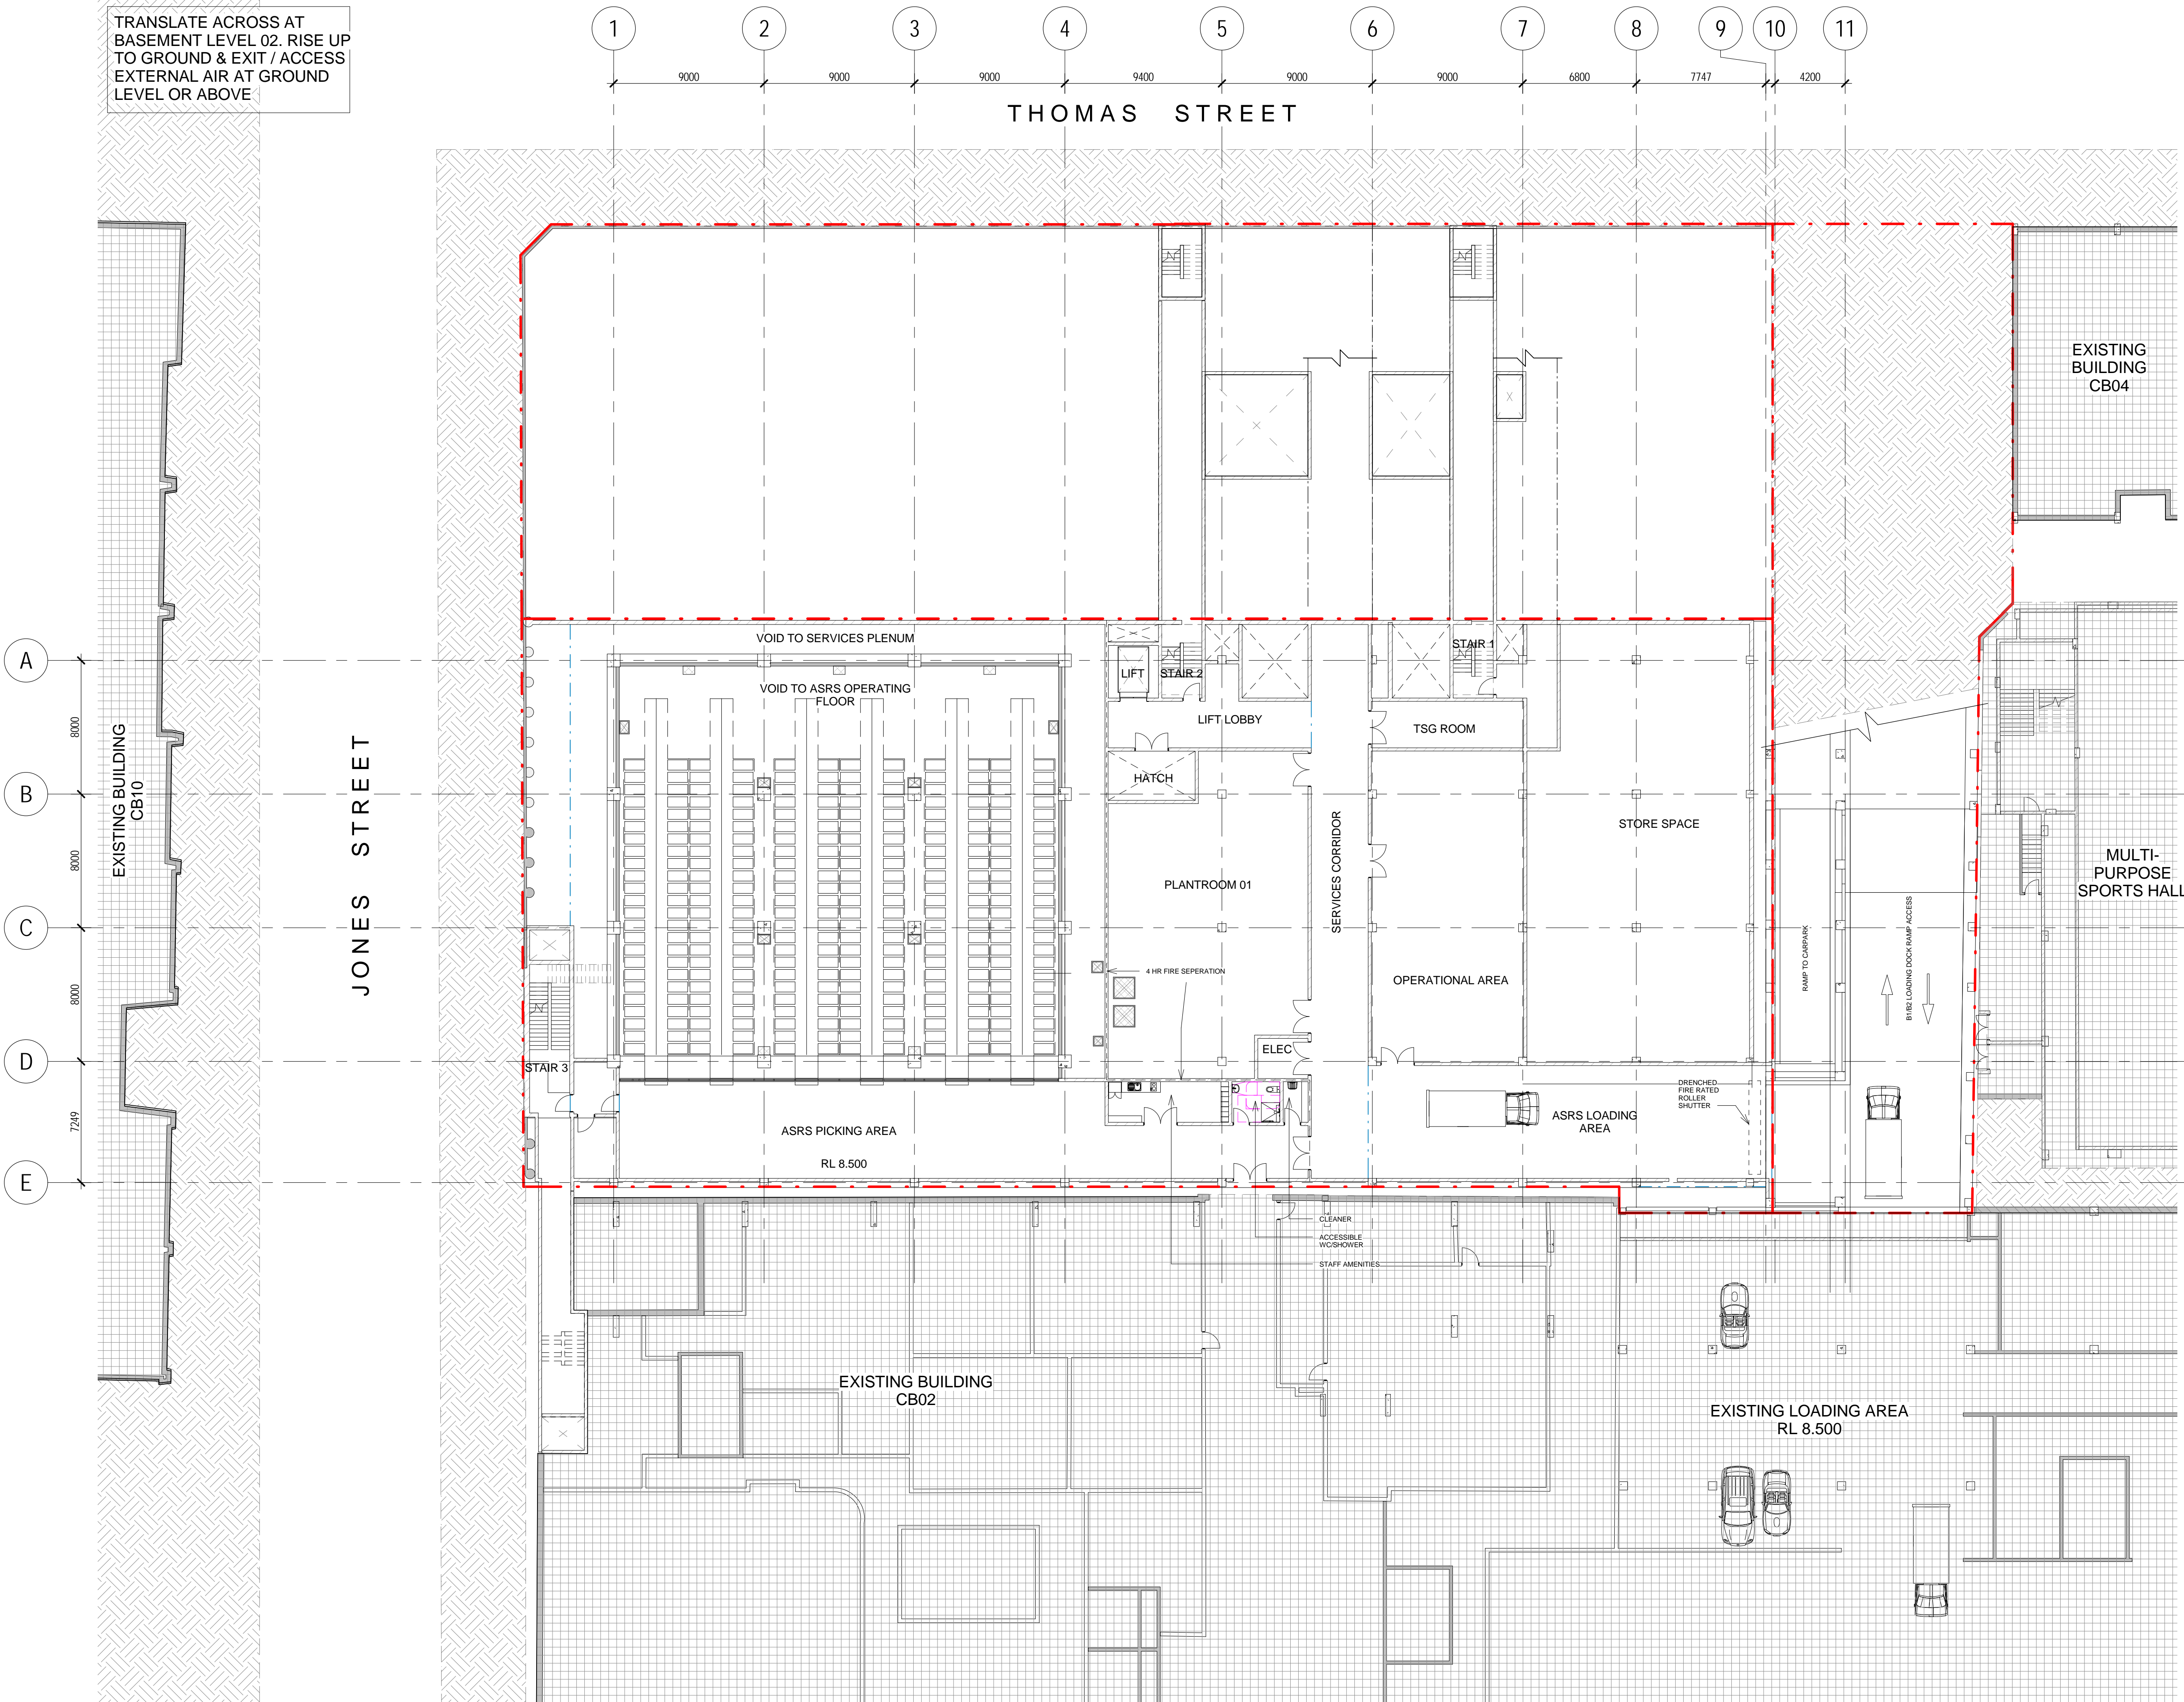 TRANSLATE ACROSS AT
BASEMENT LEVEL 02. RISE UP
TO GROUND & EXIT / ACCESS
EXTERNAL AIR AT GROUND
LEVEL OR ABOVE
1 2 3 4 5 6 7 8 9 10 11
9000 9000 9000 9400 9000 9000 6800 7747 4200
THOMAS STREET
EXISTING
BUILDING
CB04
A
B
C
D
E
8000
8000
8000
7249
EXISTING BUILDING
CB10
JONES STREET
VOID TO SERVICES PLENUM
VOID TO ASRS OPERATING
FLOOR
LIFT
STAIR 2
STAIR 1
LIFT LOBBY
TSG ROOM
HATCH
STORE SPACE
SERVICES CORRIDOR
PLANTROOM 01
MULTI-
PURPOSE
SPORTS HALL
RAMP TO CARPARK
B1/B2 LOADING DOCK RAMP ACCESS
4 HR FIRE SEPERATION
OPERATIONAL AREA
ELEC
STAIR 3
DRENCHED
FIRE RATED
ROLLER
SHUTTER
ASRS LOADING
AREA
ASRS PICKING AREA
RL 8.500
CLEANER
ACCESSIBLE
WC/SHOWER
STAFF AMENITIES
EXISTING BUILDING
CB02
EXISTING LOADING AREA
RL 8.500